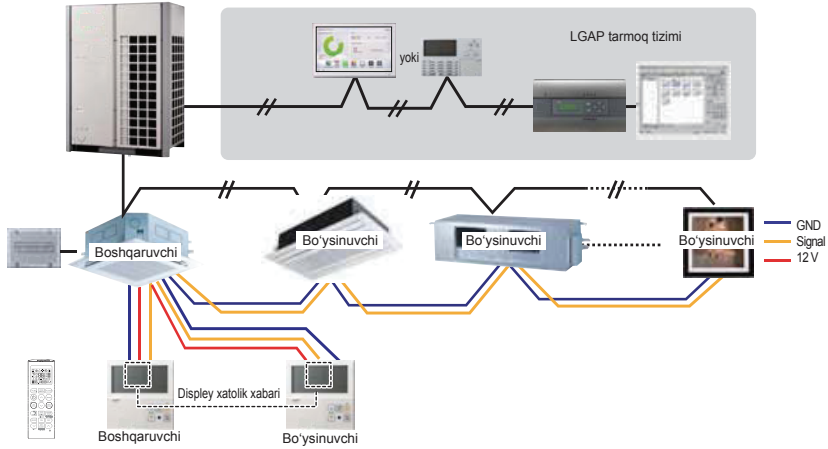 LGAP tarmoq tizimi
yoki
Boshqaruvchi
Bo‘ysinuvchi
Bo‘ysinuvchi
Bo‘ysinuvchi
GND
Signal
12 V
Displey xatolik xabari
Boshqaruvchi
Bo‘ysinuvchi